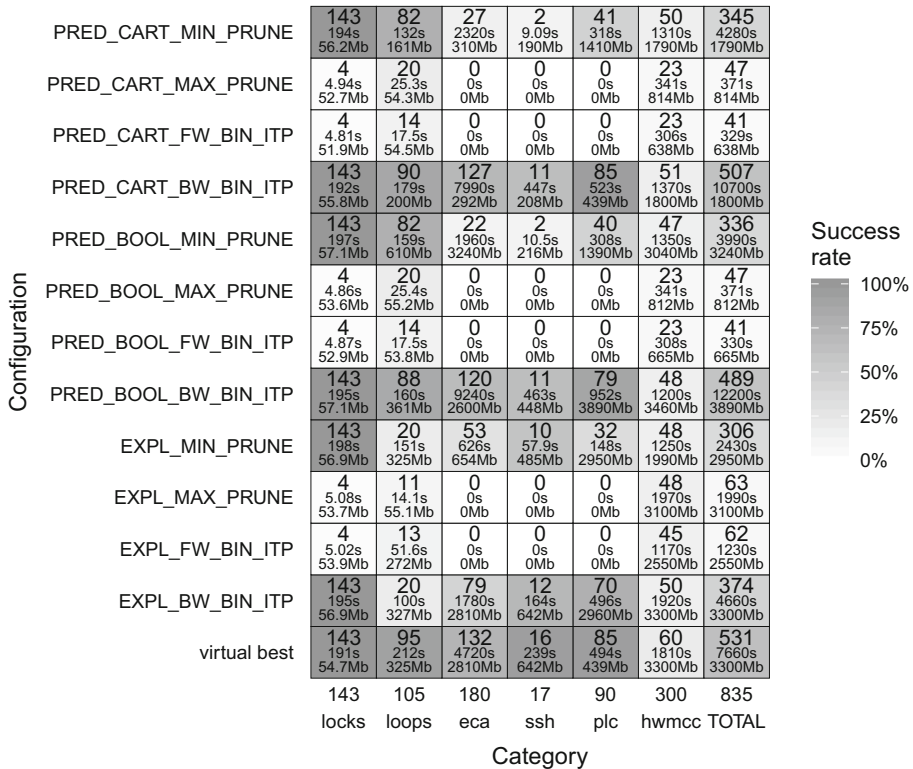 PRED_CART_MIN_PRUNE 143 82 27 2 41 50 345
194s 132s 2320s 9.09s 318s 1310s 4280s
56.2Mb 161Mb 310Mb 190Mb 1410Mb 1790Mb 1790Mb
PRED_CART_MAX_PRUNE 4 20 0 0 0 23 47
4.94s 25.3s 0s 0s 0s 341s 371s
52.7Mb 54.3Mb 0Mb 0Mb 0Mb 814Mb 814Mb
PRED_CART_FW_BIN_ITP 4 14 0 0 0 23 41
4.81s 17.5s 0s 0s 0s 306s 329s
51.9Mb 54.5Mb 0Mb 0Mb 0Mb 638Mb 638Mb
PRED_CART_BW_BIN_ITP 143 90 127 11 85 51 507
192s 179s 7990s 447s 523s 1370s 10700s
55.8Mb 200Mb 292Mb 208Mb 439Mb 1800Mb 1800Mb
PRED_BOOL_MIN_PRUNE 143 82 22 2 40 47 336
197s 159s 1960s 10.5s 308s 1350s 3990s
57.1Mb 610Mb 3240Mb 216Mb 1390Mb 3040Mb 3240Mb
PRED_BOOL_MAX_PRUNE 4 20 0 0 0 23 47
4.86s 25.4s 0s 0s 0s 341s 371s
53.6Mb 55.2Mb 0Mb 0Mb 0Mb 812Mb 812Mb
PRED_BOOL_FW_BIN_ITP 4 14 0 0 0 23 41
4.87s 17.5s 0s 0s 0s 308s 330s
52.9Mb 53.8Mb 0Mb 0Mb 0Mb 665Mb 665Mb
PRED_BOOL_BW_BIN_ITP 143 88 120 11 79 48 489
195s 160s 9240s 463s 952s 1200s 12200s
57.1Mb 361Mb 2600Mb 448Mb 3890Mb 3460Mb 3890Mb
EXPL_MIN_PRUNE 143 20 53 10 32 48 306
198s 151s 626s 57.9s 148s 1250s 2430s
56.9Mb 325Mb 654Mb 485Mb 2950Mb 1990Mb 2950Mb
EXPL_MAX_PRUNE 4 11 0 0 0 48 63
5.08s 14.1s 0s 0s 0s 1970s 1990s
53.7Mb 55.1Mb 0Mb 0Mb 0Mb 3100Mb 3100Mb
EXPL_FW_BIN_ITP 4 13 0 0 0 45 62
5.02s 51.6s 0s 0s 0s 1170s 1230s
53.9Mb 272Mb 0Mb 0Mb 0Mb 2550Mb 2550Mb
EXPL_BW_BIN_ITP 143 20 79 12 70 50 374
195s 100s 1780s 164s 496s 1920s 4660s
56.9Mb 327Mb 2810Mb 642Mb 2960Mb 3300Mb 3300Mb
virtual best 143 95 132 16 85 60 531
191s 212s 4720s 239s 494s 1810s 7660s
54.7Mb 325Mb 2810Mb 642Mb 439Mb 3300Mb 3300Mb
143 105 180 17 90 300 835
locks loops eca ssh plc hwmcc TOTAL
Category
Configuration
Success
rate
100%
75%
50%
25%
0%